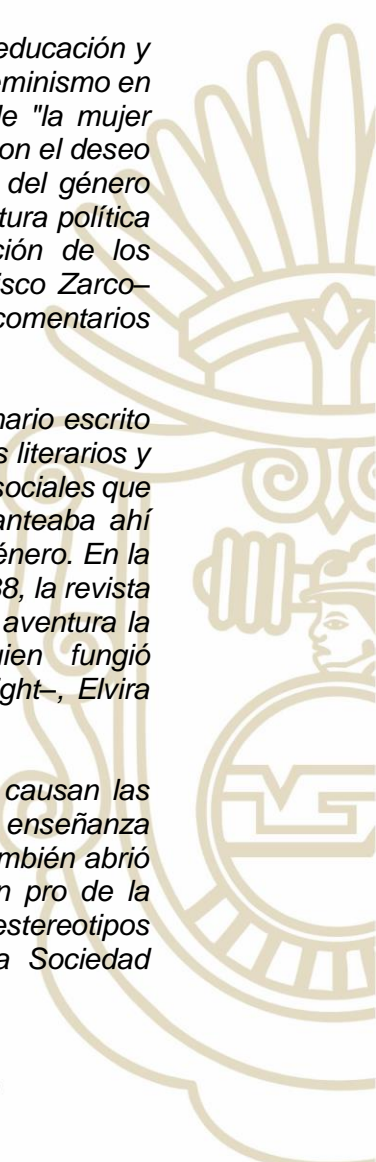 educación y
eminismo en
le "la mujer
on el deseo
del género
tura política
ción de los
isco Zarco–
comentarios
nario escrito
s literarios y
sociales que
anteaba ahí
énero. En la
38, la revista
aventura la
uien fungió
ight–, Elvira
causan las
enseñanza
mbién abrió
n pro de la
estereotipos
a Sociedad